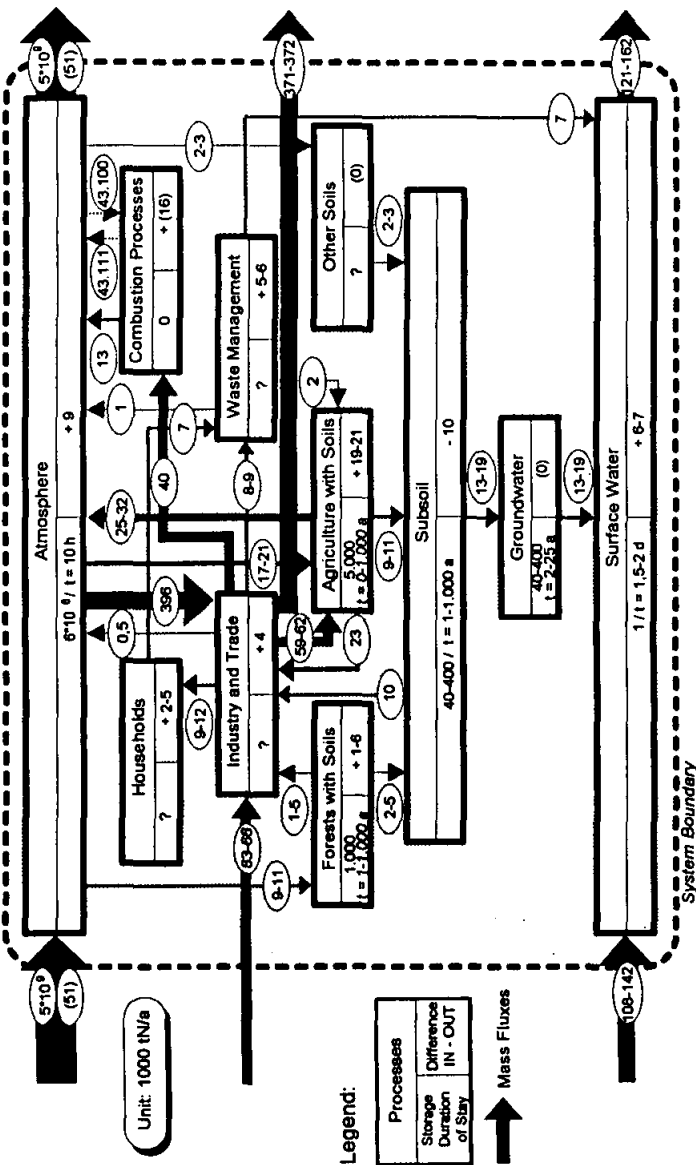 5*10⁹
(51)
Atmosphere
6*10⁶ / t = 10 h
+ 9
5*10⁹
(51)
Unit: 1000 tN/a
9-11
0,5
396
25-32
1
13
43.111
43.100
2-3
Households
?
+ 2-5
40
Combustion Processes
0
+ (16)
9-12
17-21
7
Industry and Trade
?
+ 4
8-9
Waste Management
?
+ 5-6
371-372
1-5
10
23
59-62
2
Forests with Soils
1.000
t = 1-1.000 a
+ 1-6
Agriculture with Soils
5.000
t = 0-1.000 a
+ 19-21
Other Soils
?
(0)
2-5
9-11
2-3
7
Subsoil
40-400 / t = 1-1.000 a
- 10
13-19
Groundwater
40-400
t = 2-25 a
(0)
13-19
108-142
Surface Water
1 / t = 1,5-2 d
+ 6-7
121-162
System Boundary
Legend:
Processes
Storage
Duration
of Stay
Difference
IN - OUT
Mass Fluxes